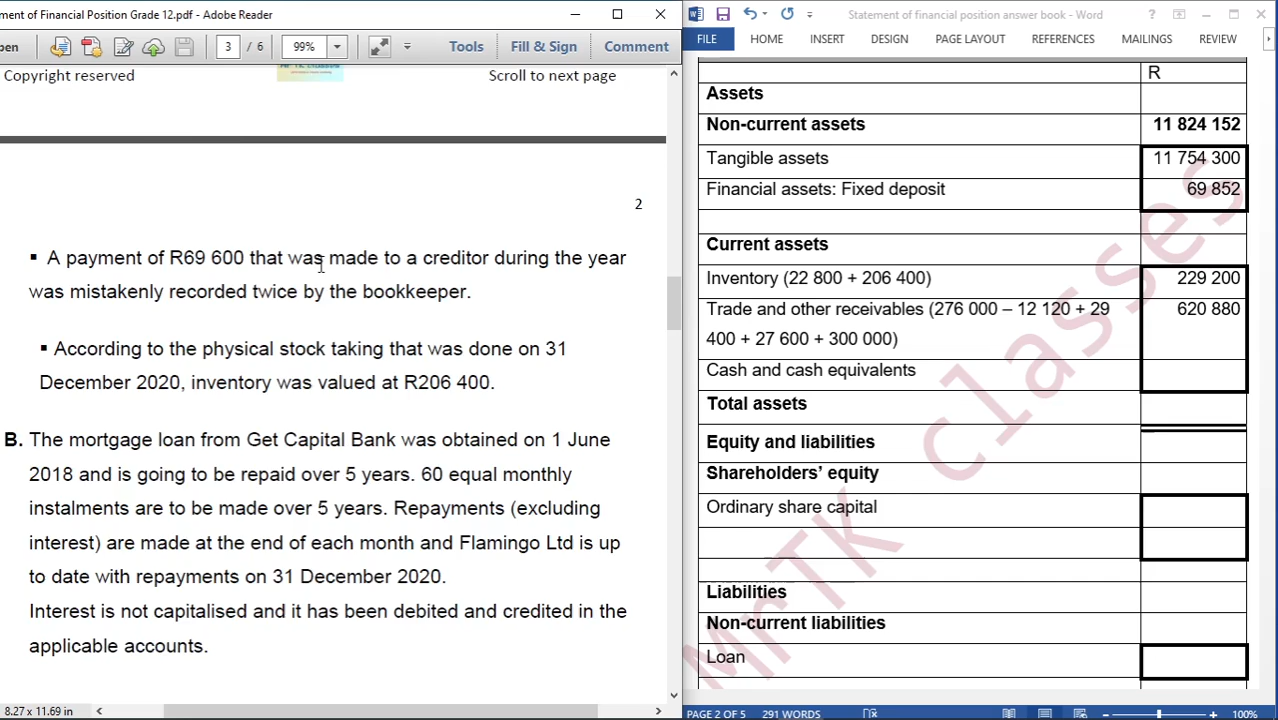 ment of Financial Position Grade 12.pdf - Adobe Reader
pen
3 / 6
99%
Tools
Fill & Sign
Comment
Copyright reserved
Scroll to next page
2
▪ A payment of R69 600 that was made to a creditor during the year
was mistakenly recorded twice by the bookkeeper.
▪ According to the physical stock taking that was done on 31
December 2020, inventory was valued at R206 400.
B. The mortgage loan from Get Capital Bank was obtained on 1 June
2018 and is going to be repaid over 5 years. 60 equal monthly
instalments are to be made over 5 years. Repayments (excluding
interest) are made at the end of each month and Flamingo Ltd is up
to date with repayments on 31 December 2020.
Interest is not capitalised and it has been debited and credited in the
applicable accounts.
8.27 x 11.69 in
Statement of financial position answer book - Word
FILE HOME INSERT DESIGN PAGE LAYOUT REFERENCES MAILINGS REVIEW
R
Assets
Non-current assets 11 824 152
Tangible assets 11 754 300
Financial assets: Fixed deposit 69 852
Current assets
Inventory (22 800 + 206 400) 229 200
Trade and other receivables (276 000 – 12 120 + 29 620 880
400 + 27 600 + 300 000)
Cash and cash equivalents
Total assets
Equity and liabilities
Shareholders' equity
Ordinary share capital
Liabilities
Non-current liabilities
Loan
MrTK classes
PAGE 2 OF 5 291 WORDS 100%